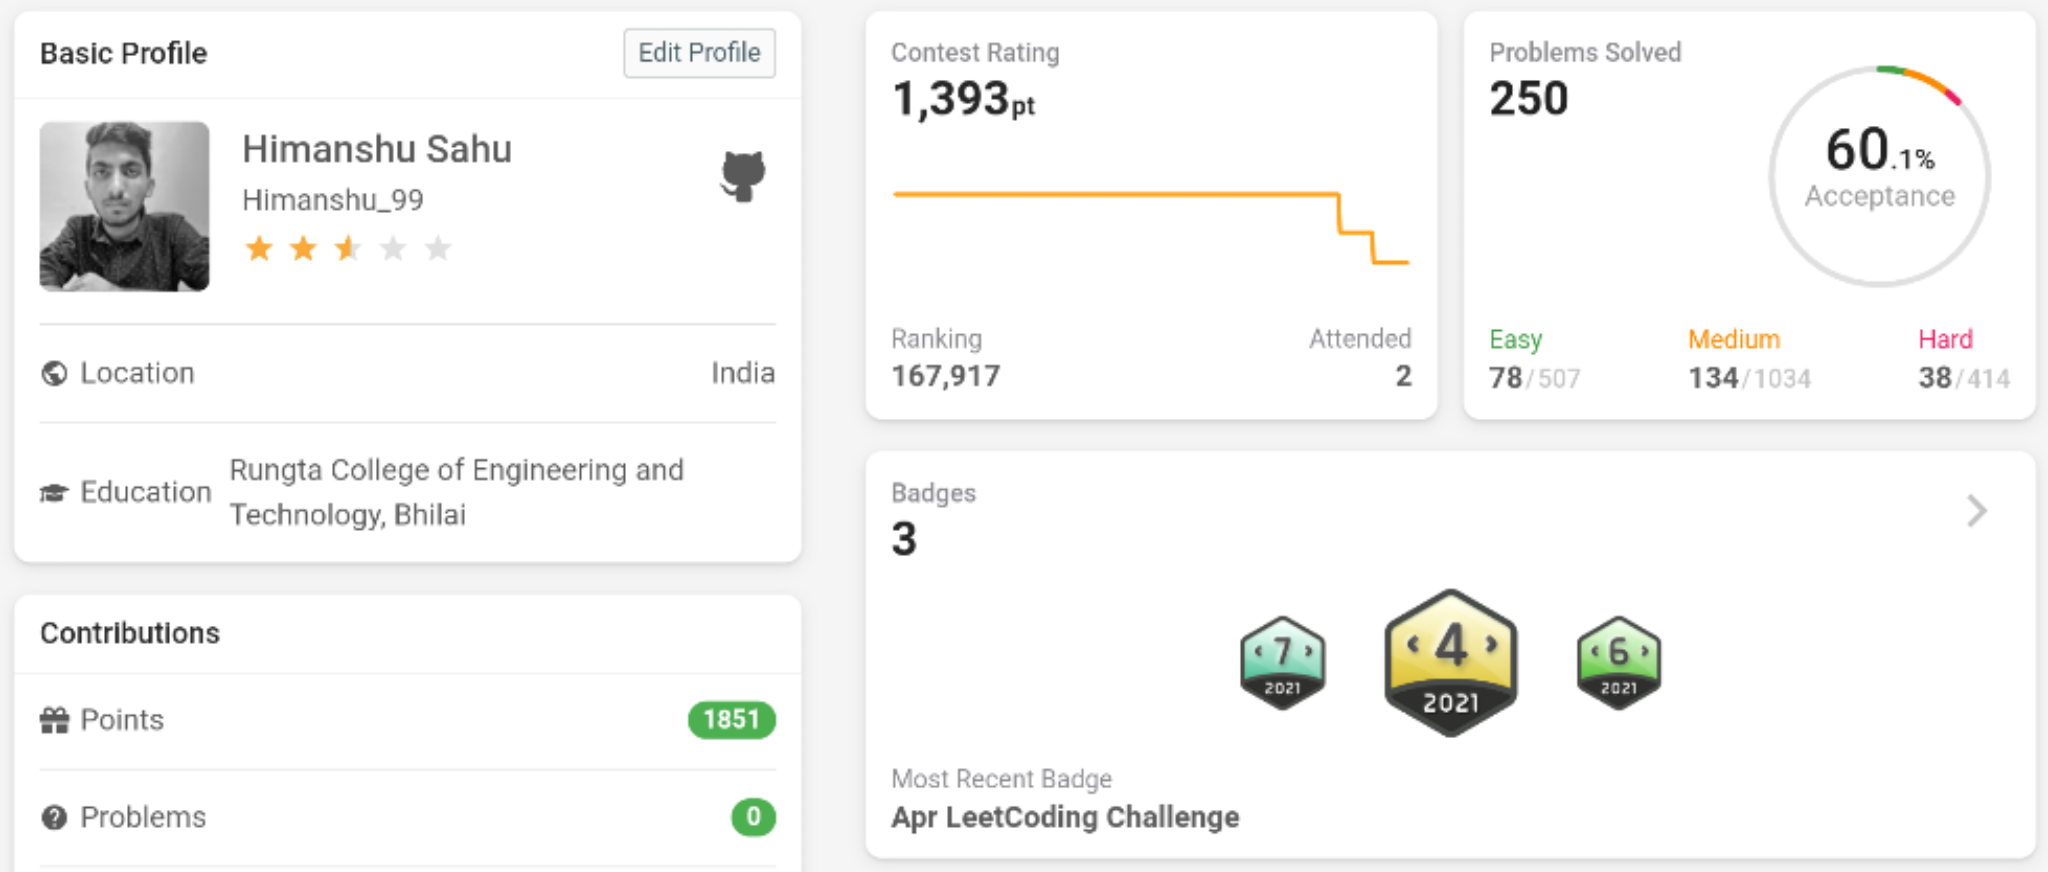 Basic Profile
Edit Profile
Himanshu Sahu
Himanshu_99
Location
India
Education
Rungta College of Engineering and
Technology, Bhilai
Contributions
Points
1851
Problems
0
Contest Rating
1,393pt
Ranking
Attended
167,917
2
Problems Solved
250
60.1%
Acceptance
Easy
Medium
Hard
78/507
134/1034
38/414
Badges
3
‹ 7 ›
2021
‹ 4 ›
2021
‹ 6 ›
2021
Most Recent Badge
Apr LeetCoding Challenge